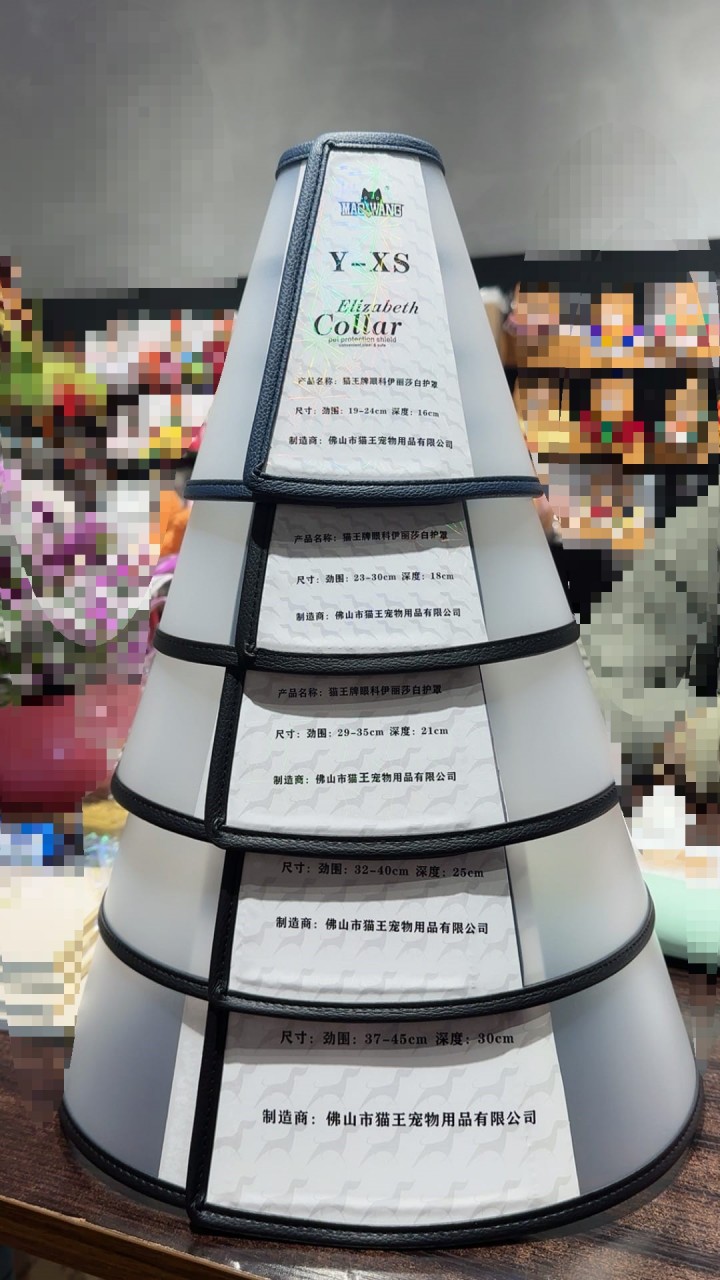 MAOWANG
Y-XS
Elizabeth
Collar
pet protection shield
产品名称：猫王牌眼科伊丽莎白护罩
尺寸：劲围：19-24cm 深度：16cm
制造商：佛山市猫王宠物用品有限公司
产品名称：猫王牌眼科伊丽莎白护罩
尺寸：劲围：23-30cm 深度：18cm
制造商：佛山市猫王宠物用品有限公司
产品名称：猫王牌眼科伊丽莎白护罩
尺寸：劲围：29-35cm 深度：21cm
制造商：佛山市猫王宠物用品有限公司
尺寸：劲围：32-40cm 深度：25cm
制造商：佛山市猫王宠物用品有限公司
尺寸：劲围：37-45cm 深度：30cm
制造商：佛山市猫王宠物用品有限公司